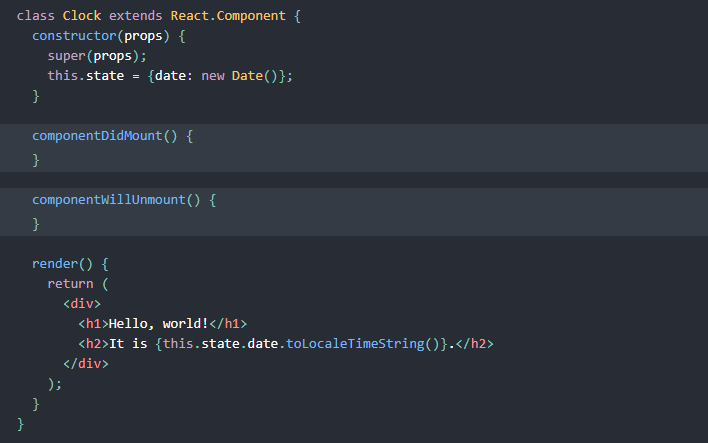 class Clock extends React.Component {
  constructor(props) {
    super(props);
    this.state = {date: new Date()};
  }

  componentDidMount() {
  }

  componentWillUnmount() {
  }

  render() {
    return (
      <div>
        <h1>Hello, world!</h1>
        <h2>It is {this.state.date.toLocaleTimeString()}.</h2>
      </div>
    );
  }
}